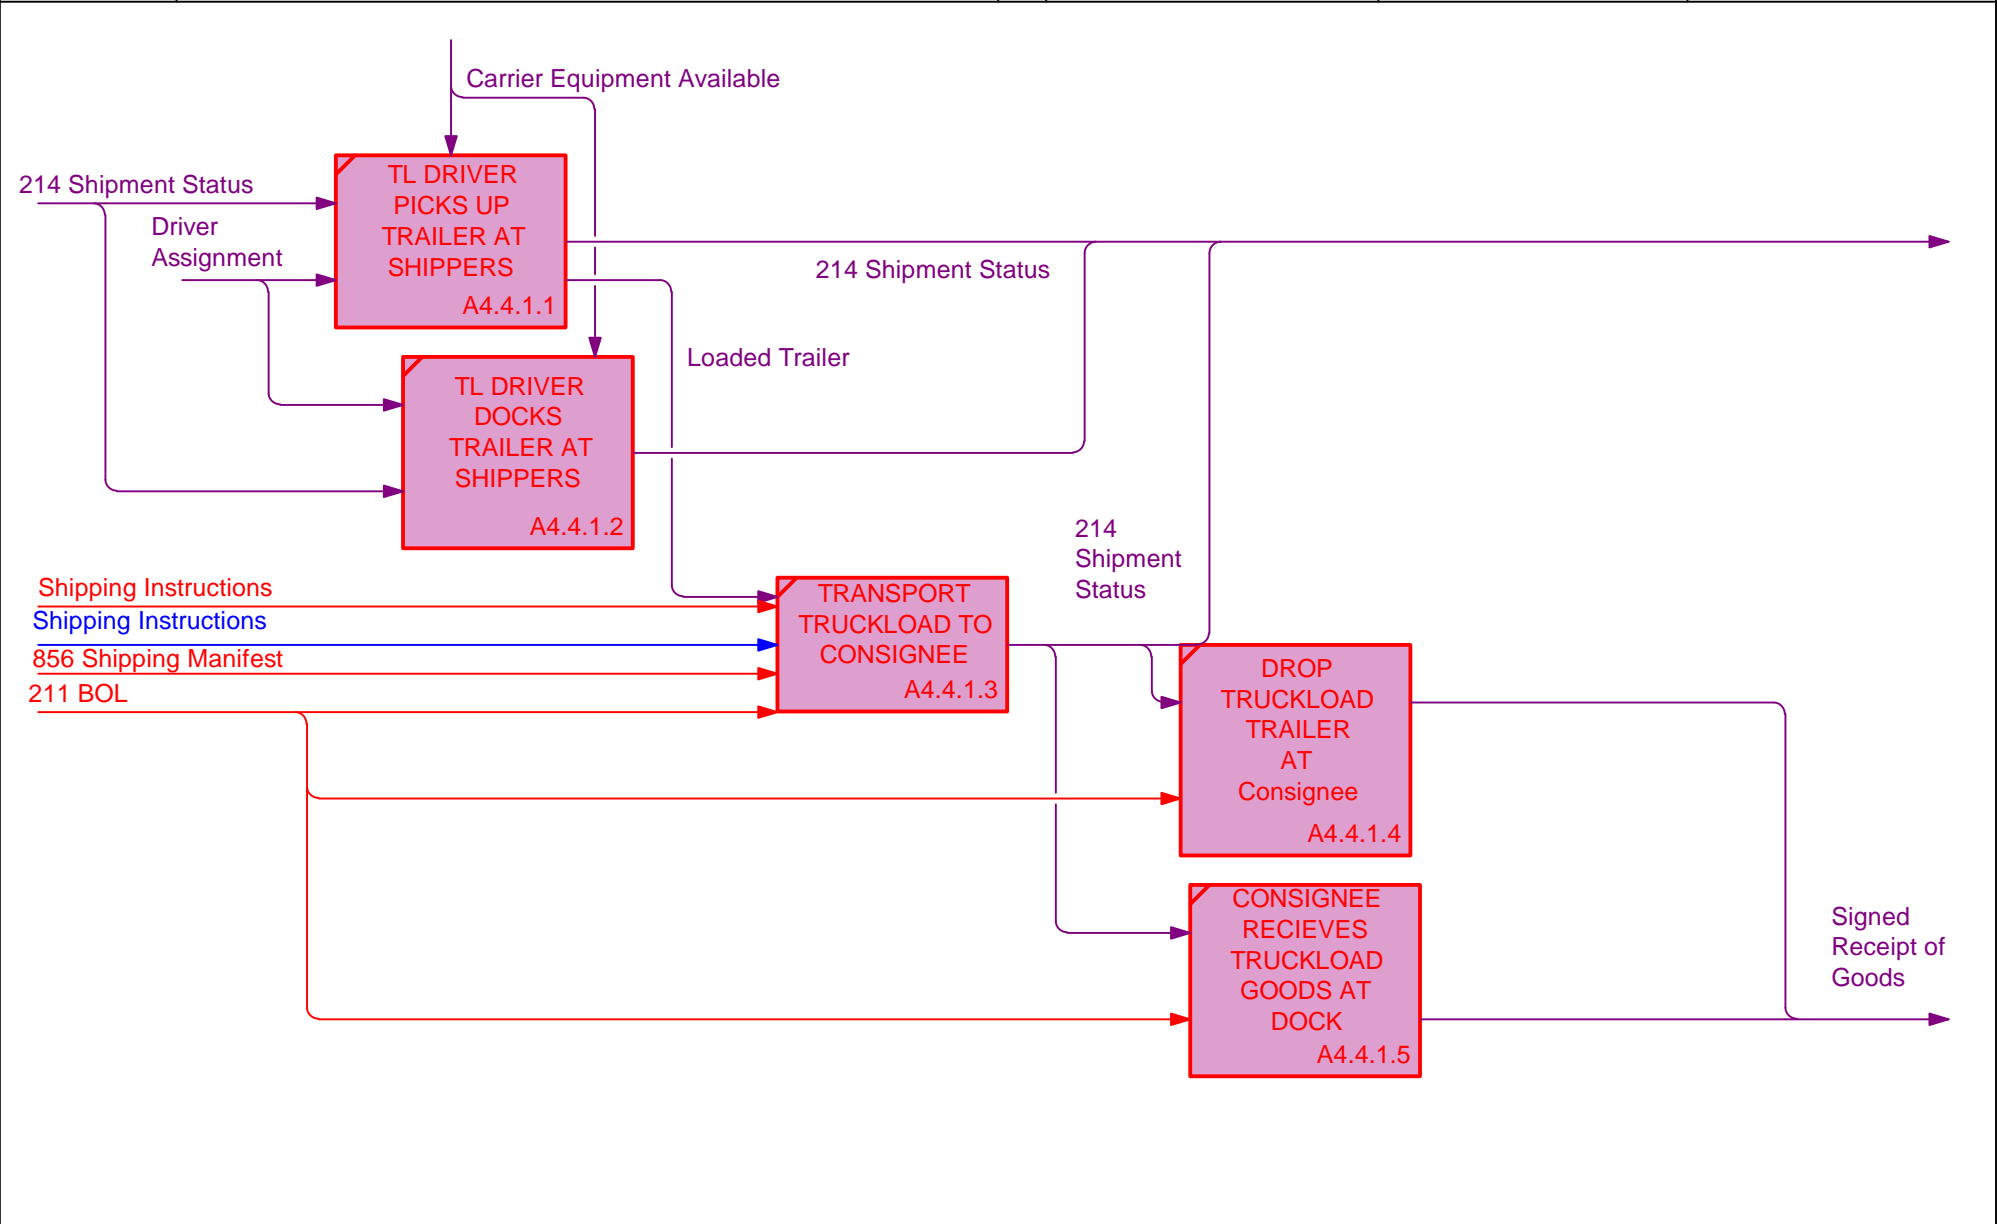 Carrier Equipment Available
214 Shipment Status
Driver
Assignment
TL DRIVER
PICKS UP
TRAILER AT
SHIPPERS
A4.4.1.1
214 Shipment Status
Loaded Trailer
TL DRIVER
DOCKS
TRAILER AT
SHIPPERS
A4.4.1.2
214
Shipment
Status
Shipping Instructions
Shipping Instructions
856 Shipping Manifest
211 BOL
TRANSPORT
TRUCKLOAD TO
CONSIGNEE
A4.4.1.3
DROP
TRUCKLOAD
TRAILER
AT
Consignee
A4.4.1.4
CONSIGNEE
RECIEVES
TRUCKLOAD
GOODS AT
DOCK
A4.4.1.5
Signed
Receipt of
Goods